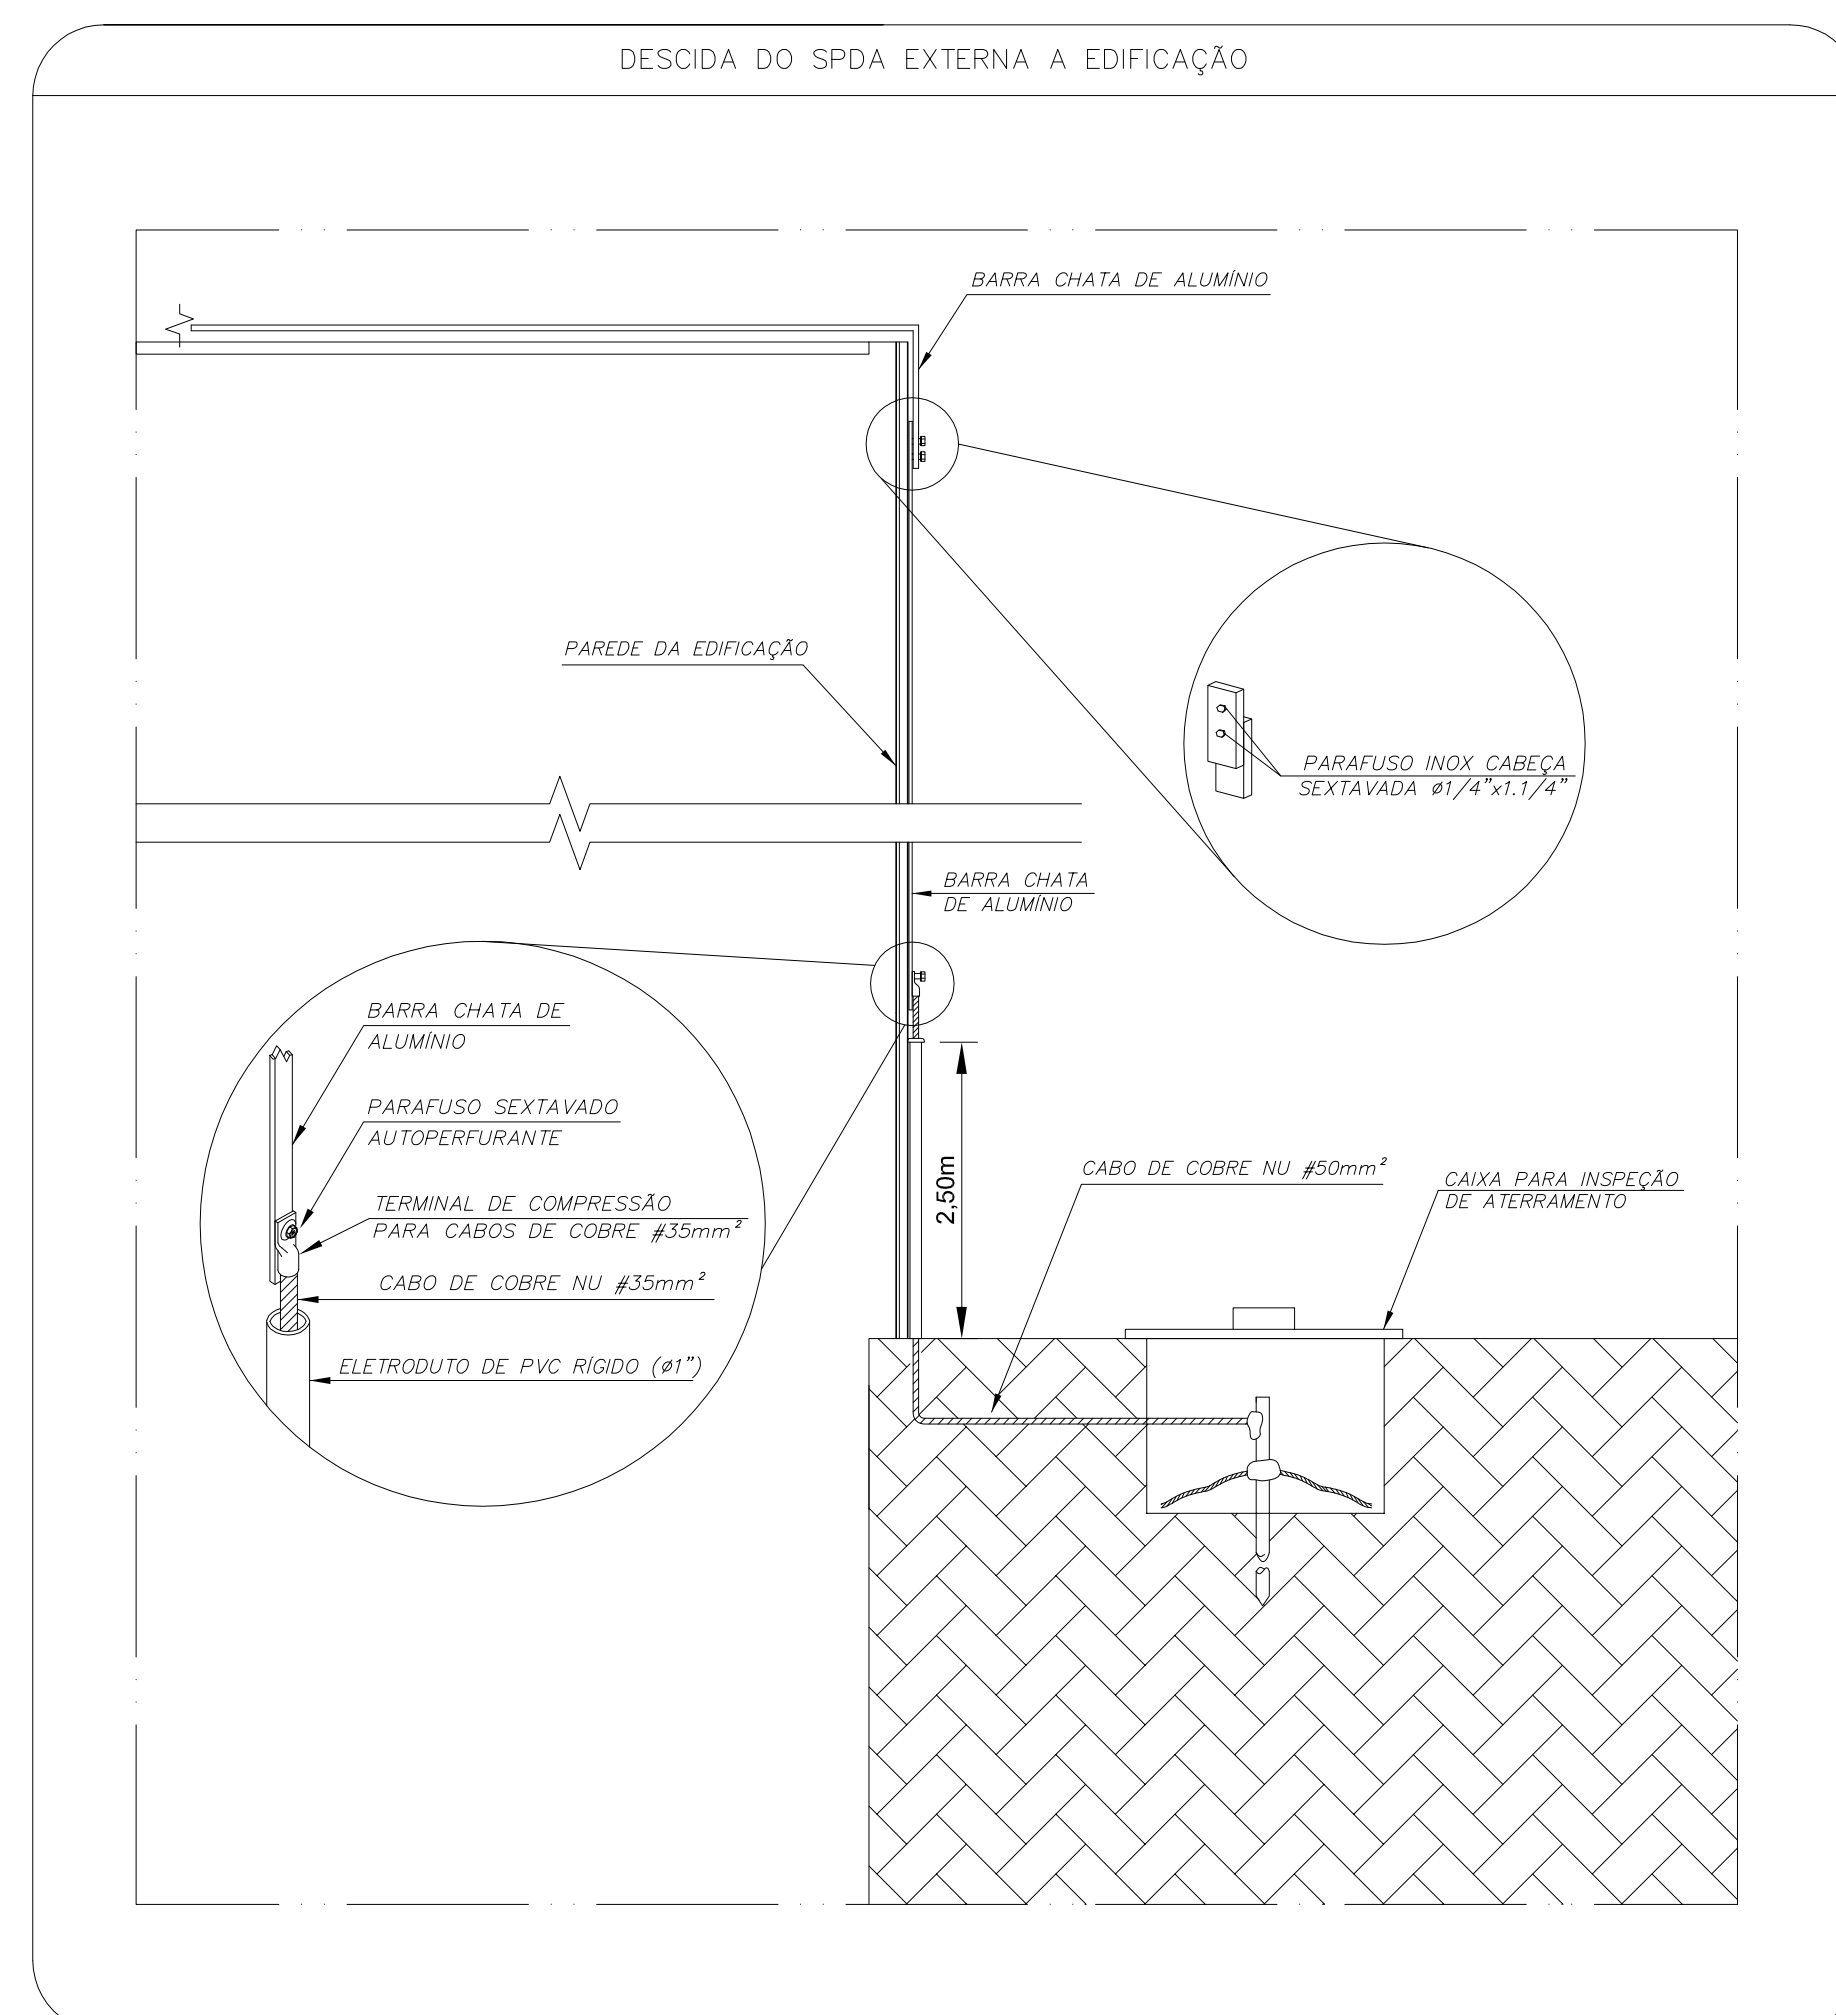 DESCIDA DO SPDA EXTERNA A EDIFICAÇÃO
BARRA CHATA DE ALUMÍNIO
PAREDE DA EDIFICAÇÃO
PARAFUSO INOX CABEÇA
SEXTAVADA ø1/4"x1.1/4"
BARRA CHATA
DE ALUMÍNIO
BARRA CHATA DE
ALUMÍNIO
PARAFUSO SEXTAVADO
AUTOPERFURANTE
TERMINAL DE COMPRESSÃO
PARA CABOS DE COBRE #35mm²
CABO DE COBRE NU #35mm²
ELETRODUTO DE PVC RÍGIDO (ø1")
2,50m
CABO DE COBRE NU #50mm²
CAIXA PARA INSPEÇÃO
DE ATERRAMENTO